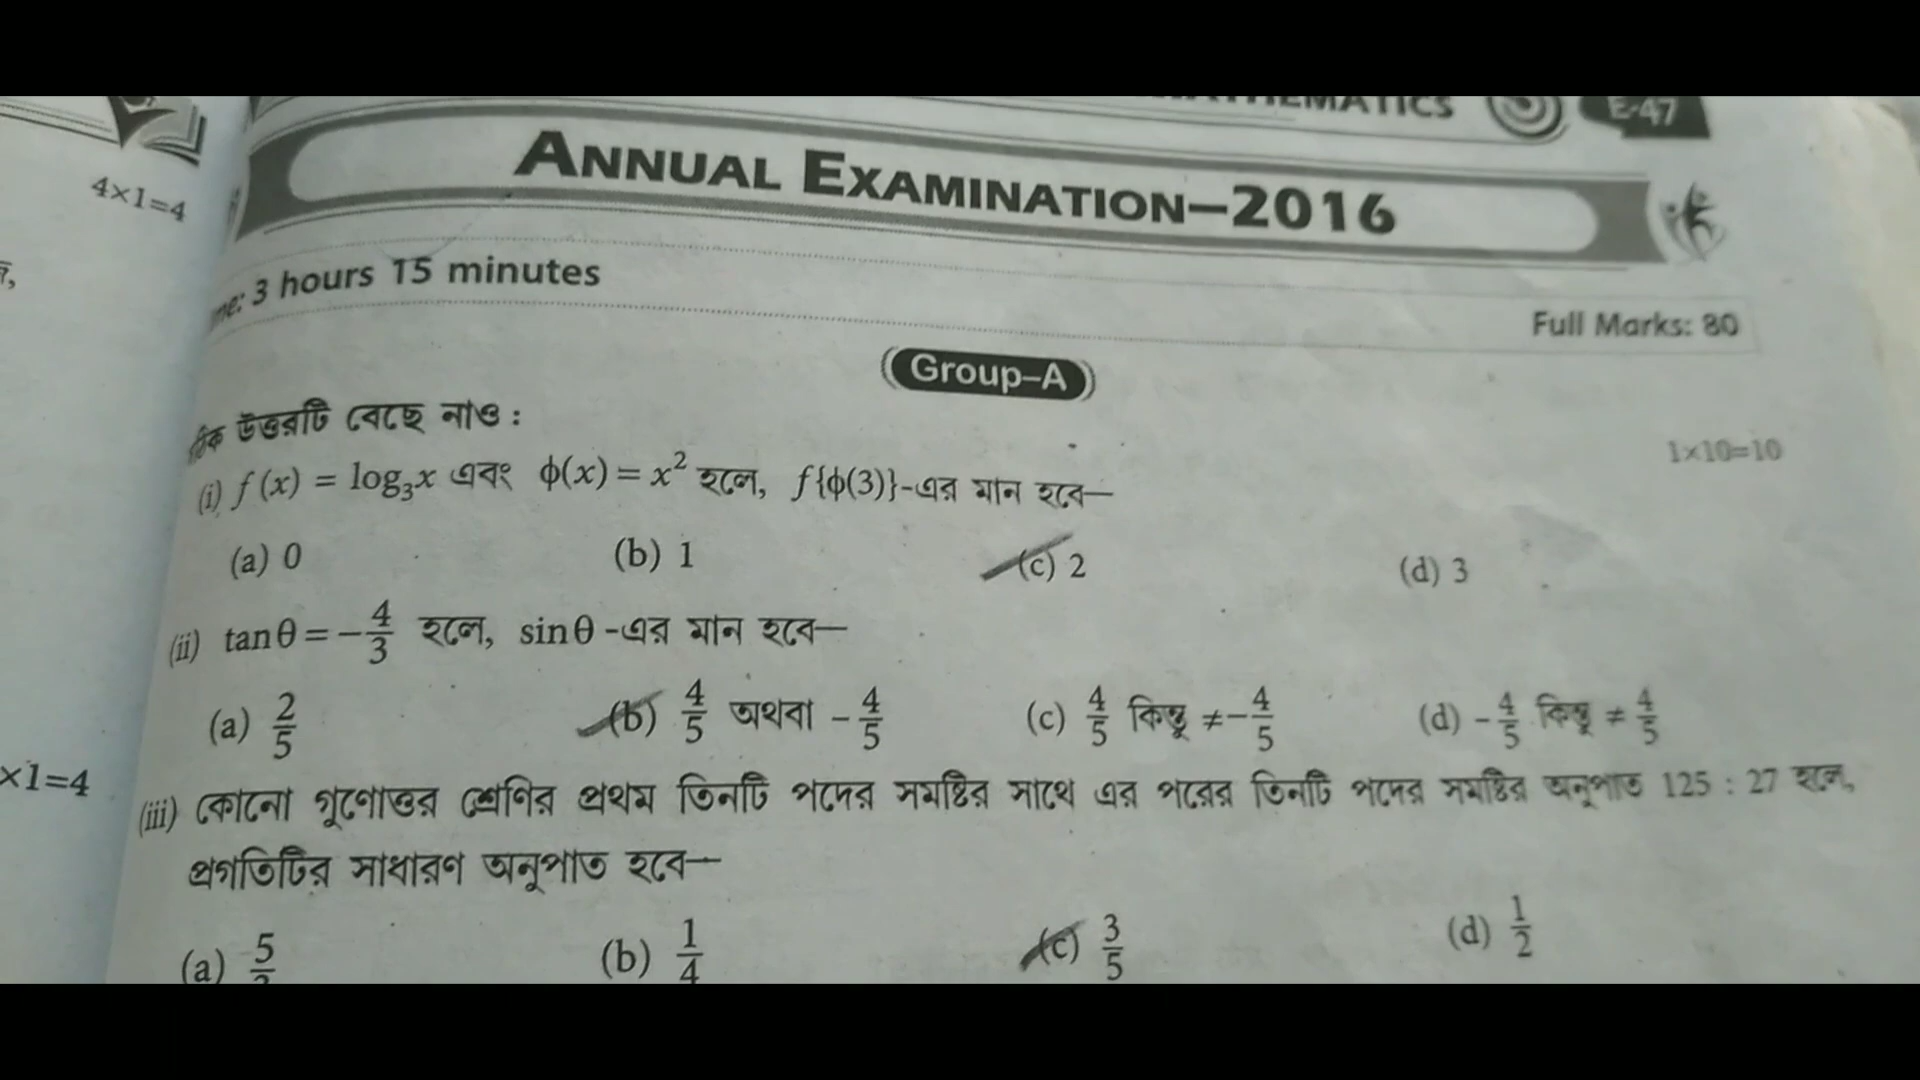 MATHEMATICS
E-47
4×1=4
ANNUAL EXAMINATION—2016
3 hours 15 minutes
Full Marks: 80
Group–A
উত্তরটি বেছে নাও :
1×10=10
(i) f (x) = log₃x এবং ϕ(x) = x² হলে, f{ϕ(3)}-এর মান হবে—
(a) 0 (b) 1 (c) 2 (d) 3
(ii) tanθ = −4/3 হলে, sinθ -এর মান হবে—
(a) 2/5 (b) 4/5 অথবা −4/5 (c) 4/5 কিন্তু ≠−4/5 (d) −4/5 কিন্তু ≠ 4/5
×1=4
(iii) কোনো গুণোত্তর শ্রেণির প্রথম তিনটি পদের সমষ্টির সাথে এর পরের তিনটি পদের সমষ্টির অনুপাত 125 : 27 হলে,
প্রগতিটির সাধারণ অনুপাত হবে—
(a) 5 (b) 1/4 (c) 3/5 (d) 1/2